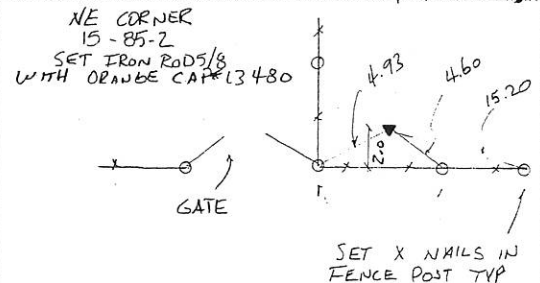 NE CORNER
15-85-2
SET IRON ROD 5/8
WITH ORANGE CAP# 13480
4.93
4.60
15.20
2.0
GATE
SET X NAILS IN
FENCE POST TYP